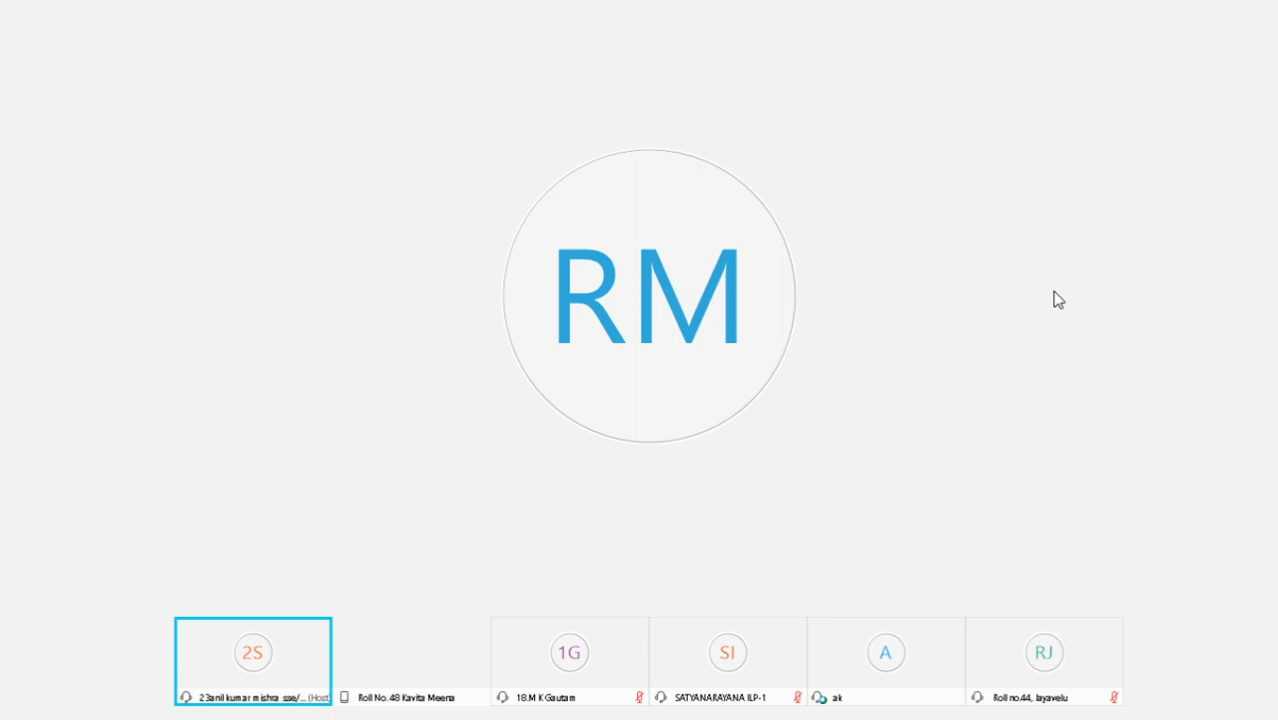 RM
2S
1G
SI
A
RJ
23anil kumar mishra sse/... (Host
Roll No. 48 Kavita Meena
18.M K Gautam
SATYANARAYANA ILP-1
ak
Roll no.44, Jayavelu